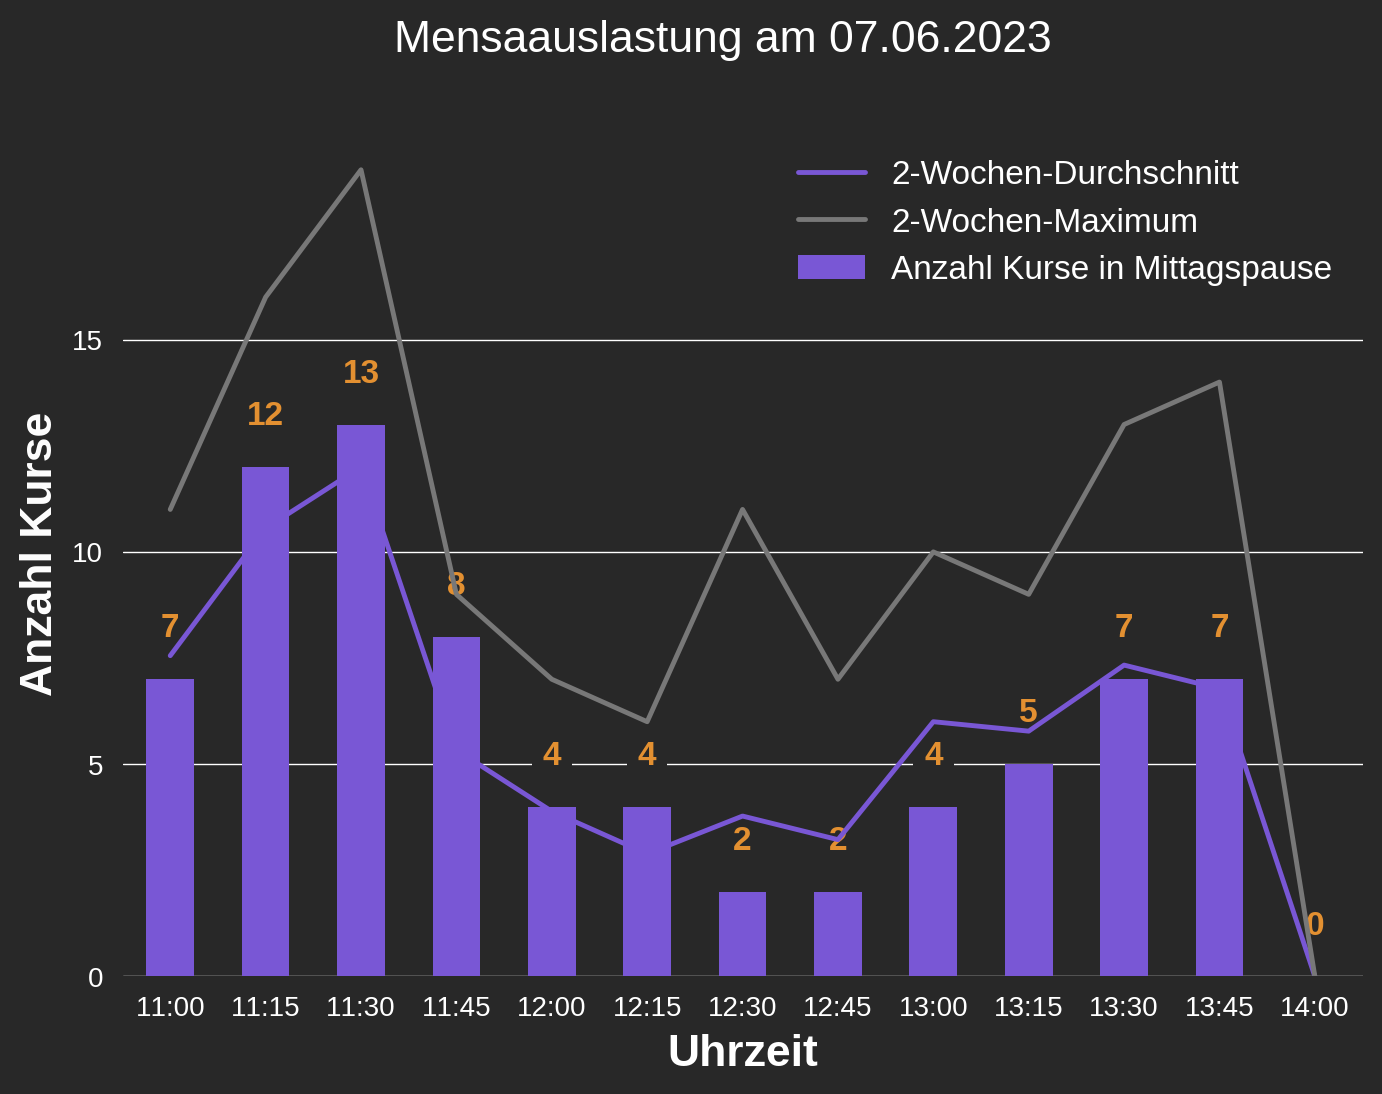 Mensaauslastung am 07.06.2023
2-Wochen-Durchschnitt
2-Wochen-Maximum
Anzahl Kurse in Mittagspause
Anzahl Kurse
15
10
5
0
7
12
13
8
4
4
2
2
4
5
7
7
0
11:00 11:15 11:30 11:45 12:00 12:15 12:30 12:45 13:00 13:15 13:30 13:45 14:00
Uhrzeit